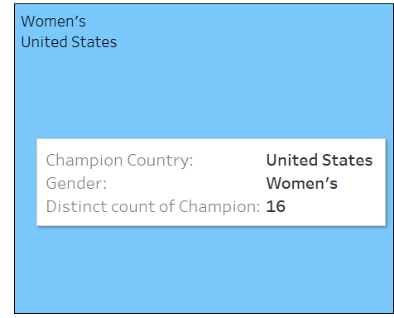 Women's
United States
Champion Country: United States
Gender: Women's
Distinct count of Champion: 16